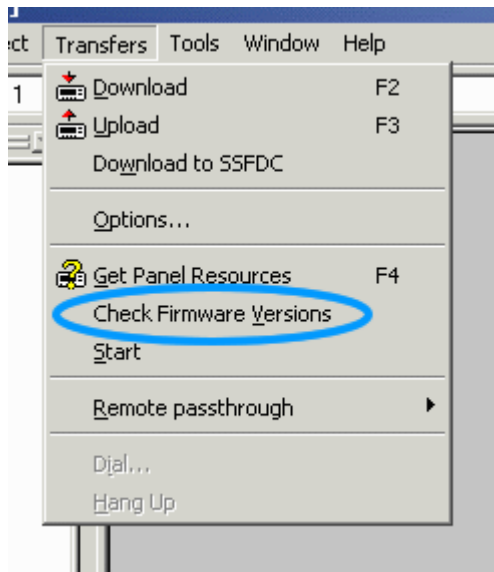 Transfers Tools Window Help
1
Download F2
Upload F3
Download to SSFDC
Options...
Get Panel Resources F4
Check Firmware Versions
Start
Remote passthrough
Dial...
Hang Up